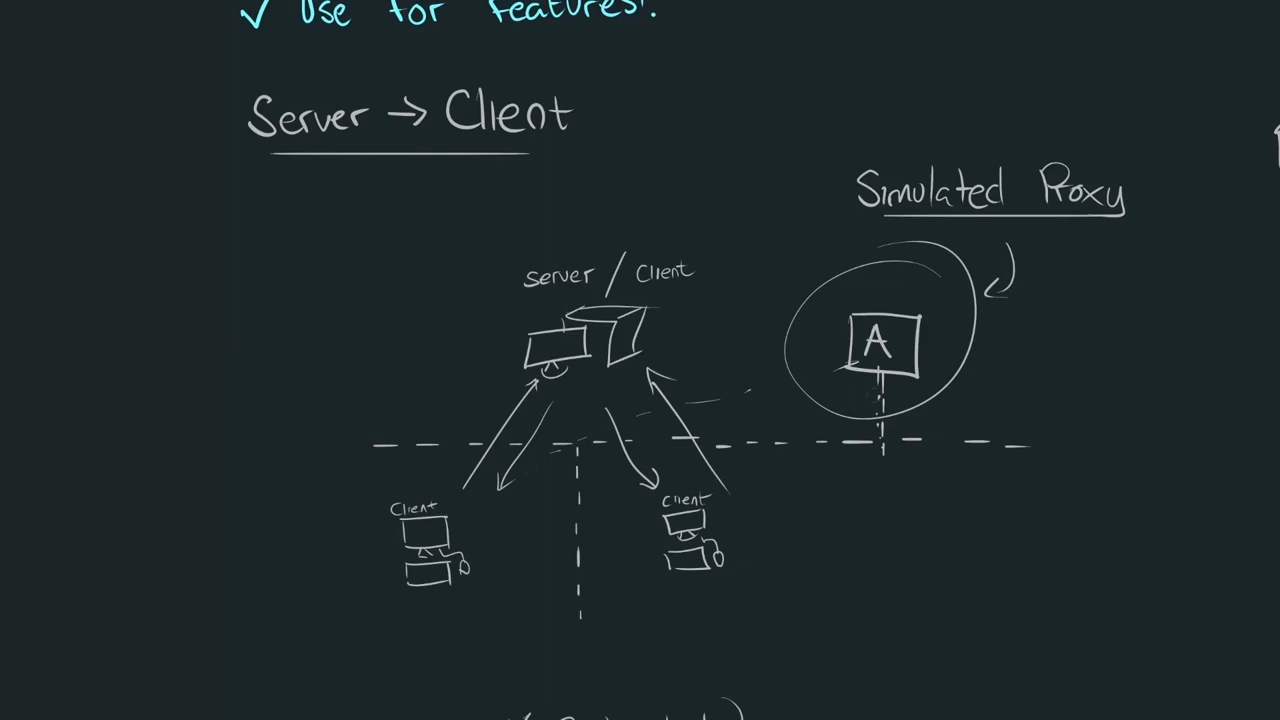 ✓ Use for features!
Server → Client
Simulated Proxy
Server / Client
A
Client
Client